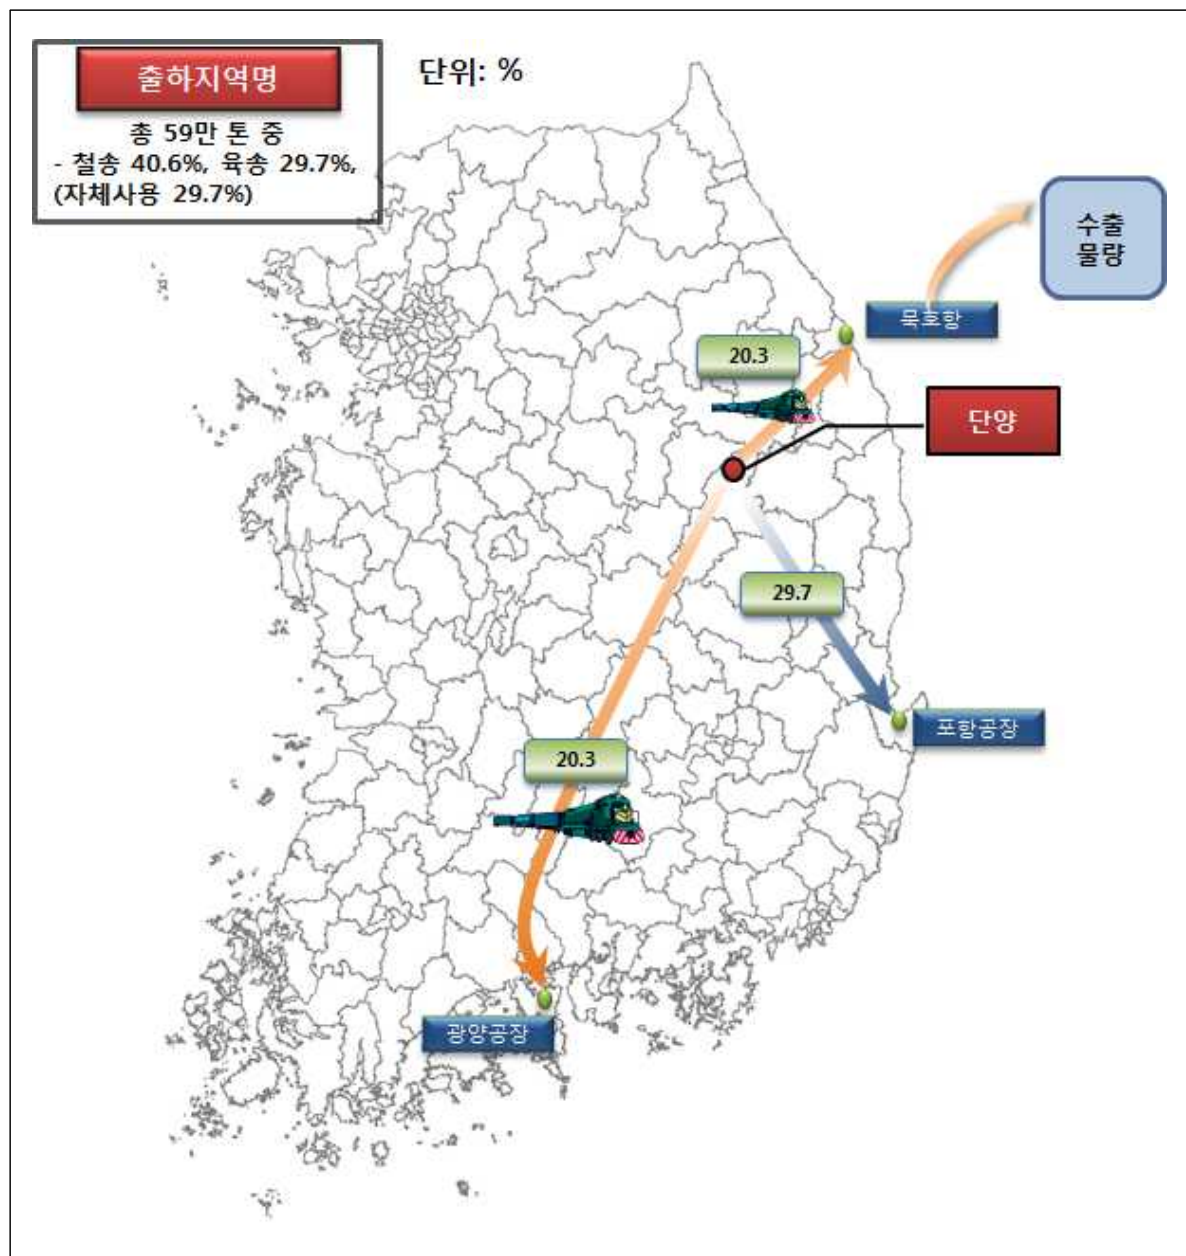 출하지역명
단위: %
총 59만 톤 중
- 철송 40.6%, 육송 29.7%,
(자체사용 29.7%)
수출
물량
묵호항
20.3
단양
29.7
포항공장
20.3
광양공장